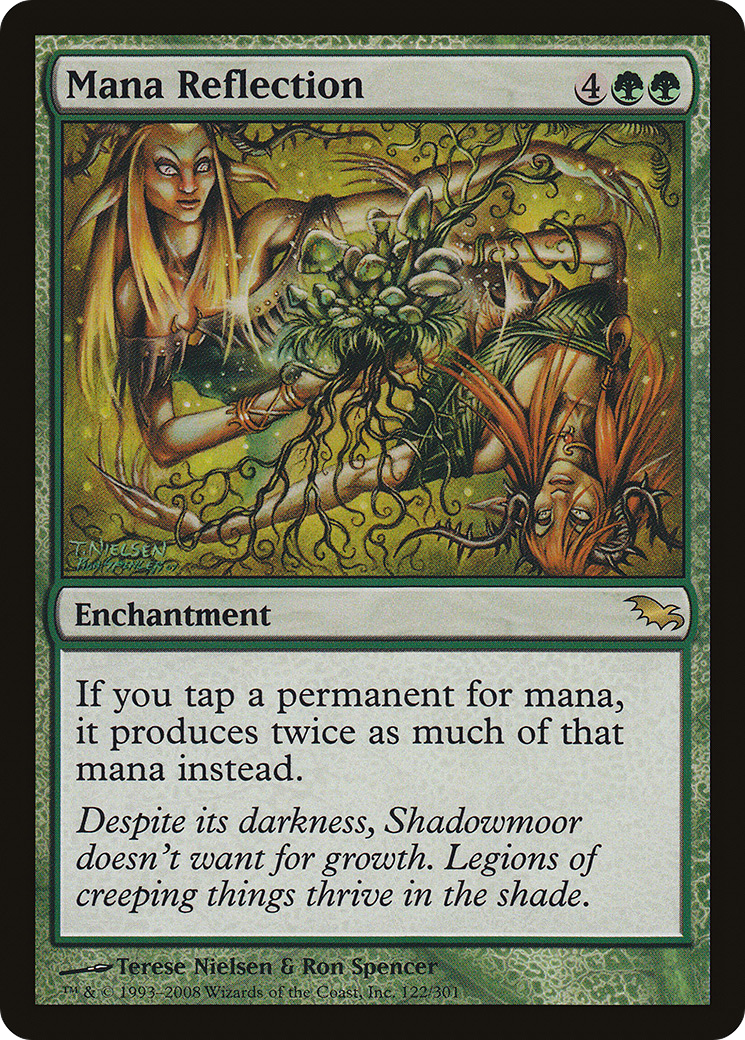 Mana Reflection 4
T. NIELSEN
Enchantment
If you tap a permanent for mana,
it produces twice as much of that
mana instead.
Despite its darkness, Shadowmoor
doesn't want for growth. Legions of
creeping things thrive in the shade.
Terese Nielsen & Ron Spencer
™ & © 1993–2008 Wizards of the Coast, Inc. 122/301